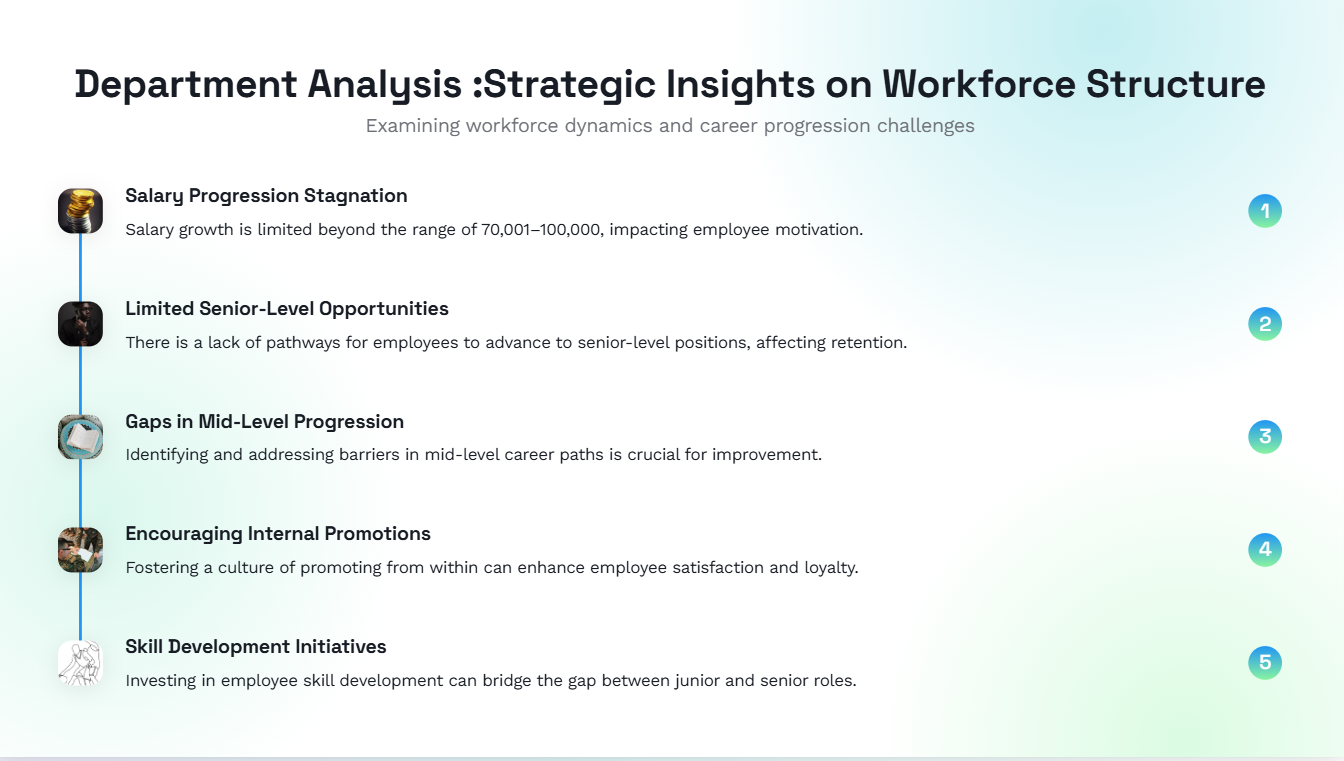 Department Analysis :Strategic Insights on Workforce Structure
Examining workforce dynamics and career progression challenges
Salary Progression Stagnation
1
Salary growth is limited beyond the range of 70,001–100,000, impacting employee motivation.
Limited Senior-Level Opportunities
2
There is a lack of pathways for employees to advance to senior-level positions, affecting retention.
Gaps in Mid-Level Progression
3
Identifying and addressing barriers in mid-level career paths is crucial for improvement.
Encouraging Internal Promotions
4
Fostering a culture of promoting from within can enhance employee satisfaction and loyalty.
Skill Development Initiatives
5
Investing in employee skill development can bridge the gap between junior and senior roles.